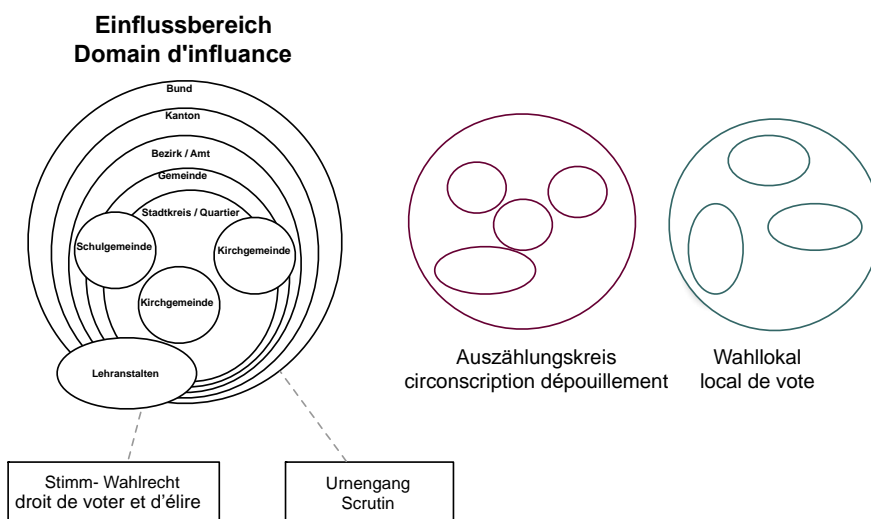 Einflussbereich
Domain d'influance
Bund
Kanton
Bezirk / Amt
Gemeinde
Stadtkreis / Quartier
Schulgemeinde
Kirchgemeinde
Kirchgemeinde
Lehranstalten
Auszählungskreis
circonscription dépouillement
Wahllokal
local de vote
Stimm- Wahlrecht
droit de voter et d’élire
Urnengang
Scrutin